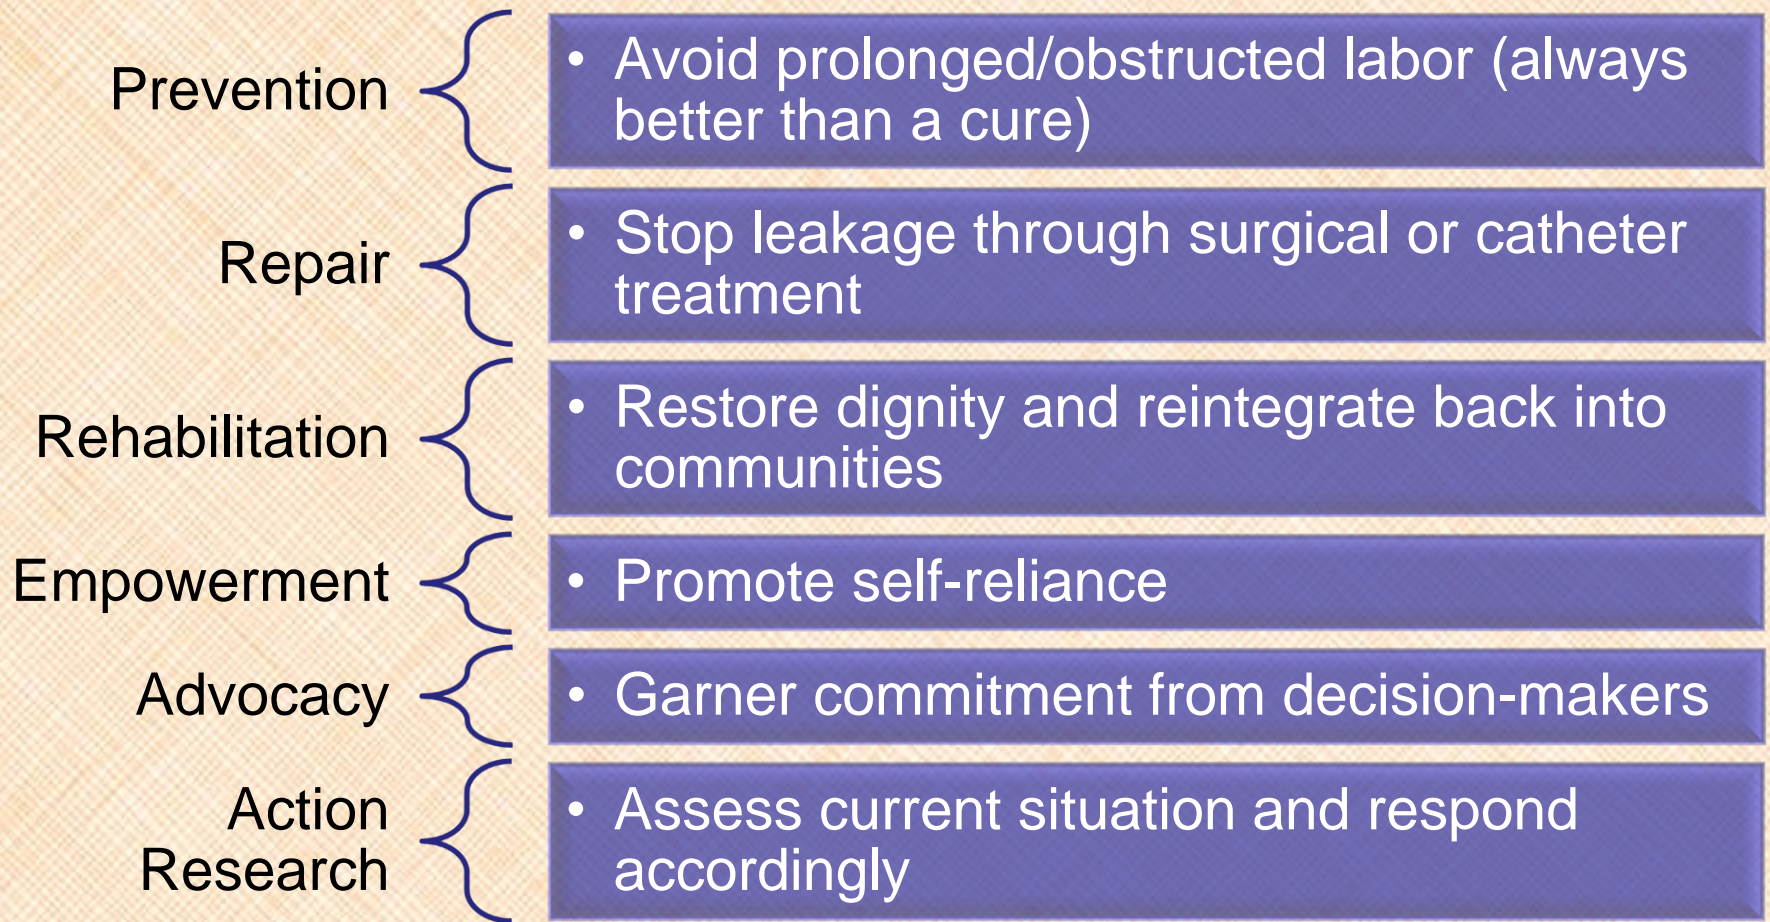 Prevention
• Avoid prolonged/obstructed labor (always
better than a cure)
Repair
• Stop leakage through surgical or catheter
treatment
Rehabilitation
• Restore dignity and reintegrate back into
communities
Empowerment
• Promote self-reliance
Advocacy
• Garner commitment from decision-makers
Action
Research
• Assess current situation and respond
accordingly